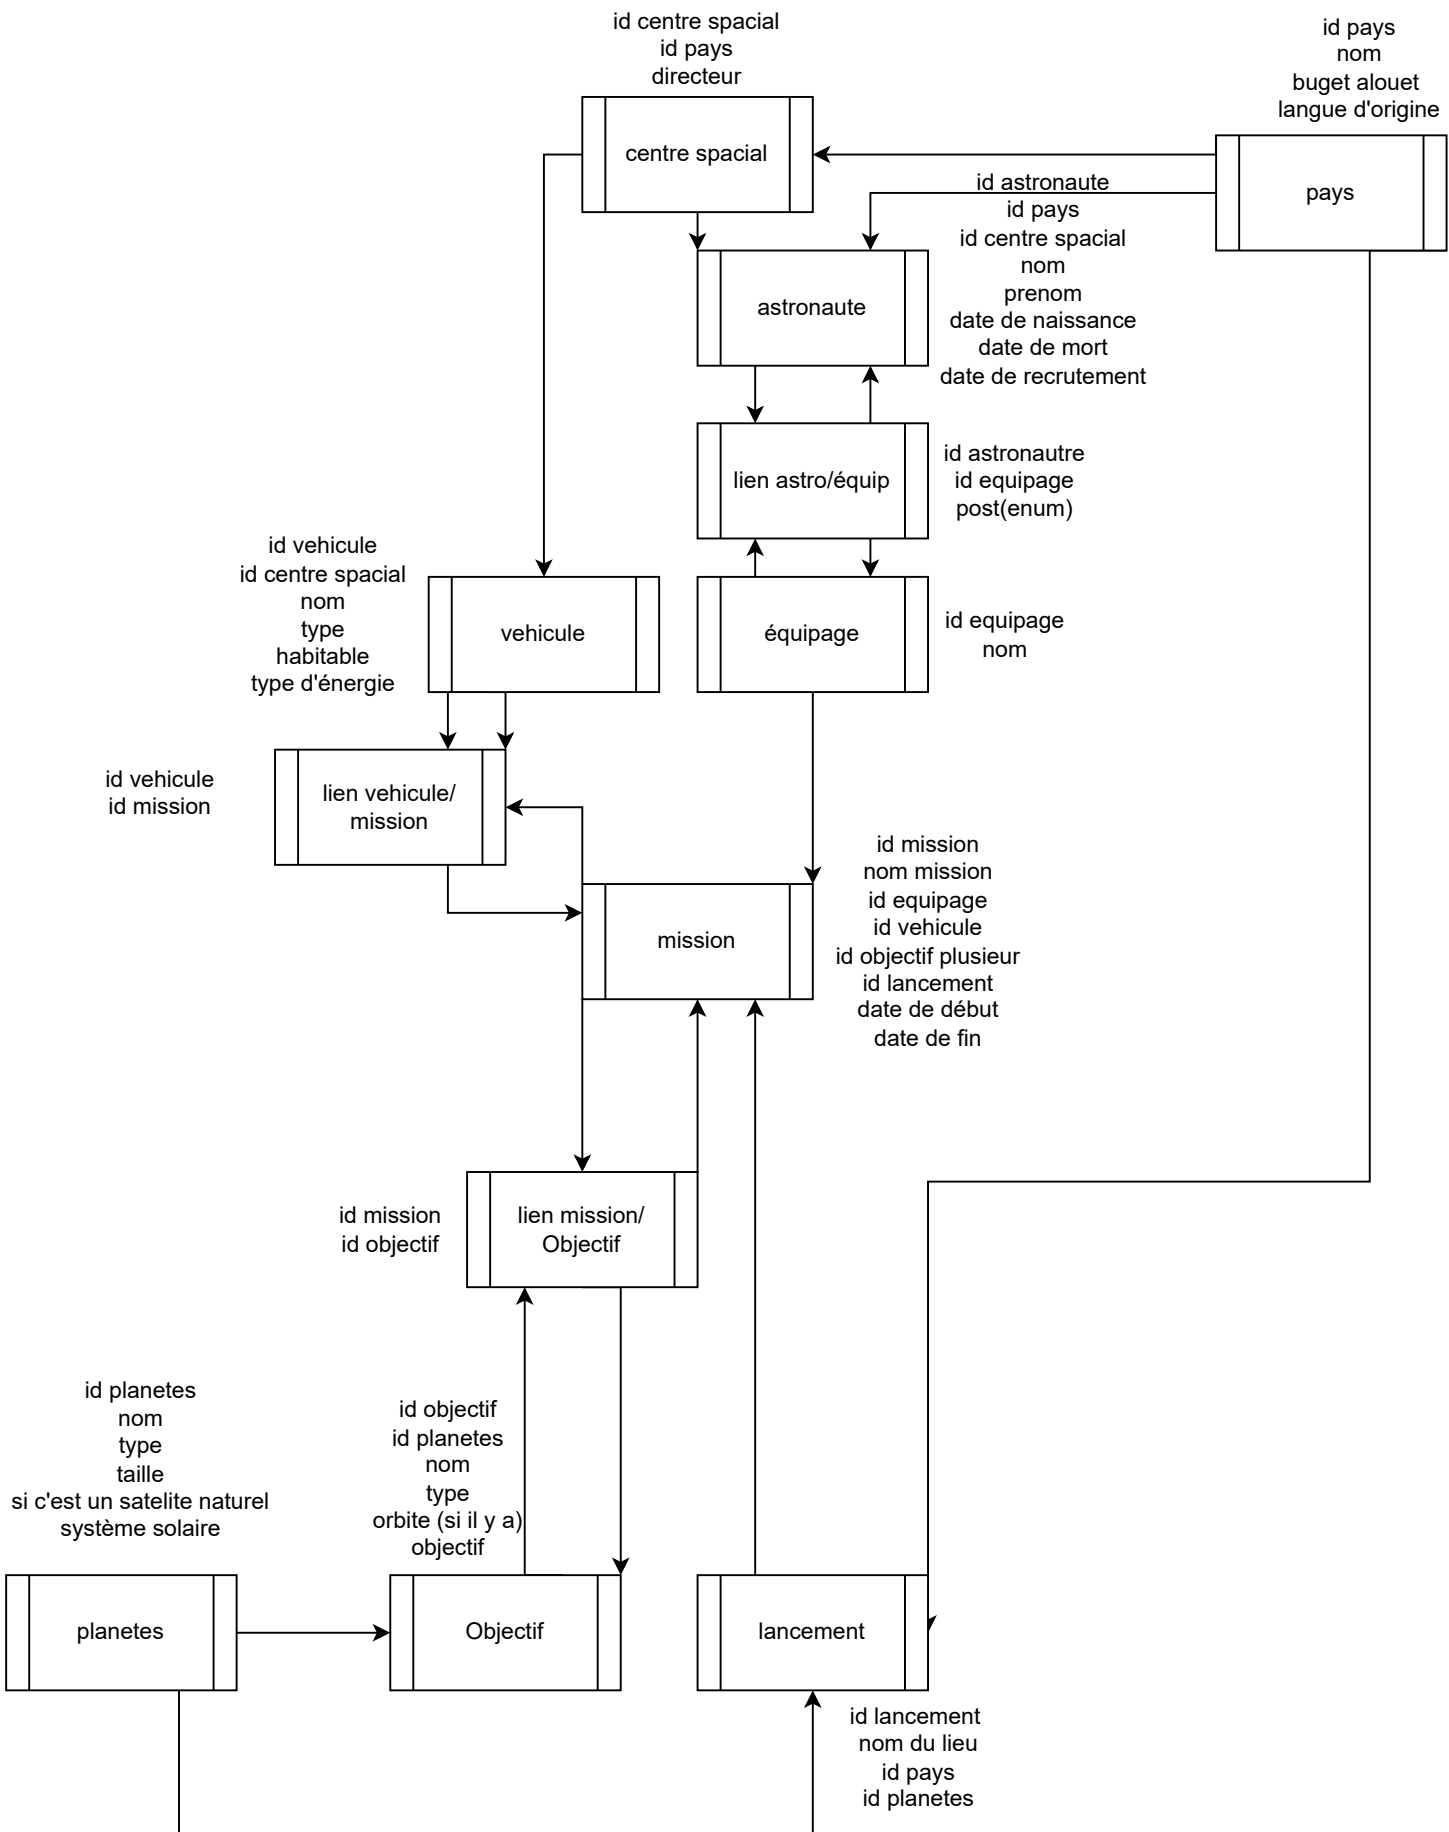 id centre spacial
id pays
directeur
id pays
nom
buget alouet
langue d'origine
centre spacial
pays
id astronaute
id pays
id centre spacial
nom
prenom
date de naissance
date de mort
date de recrutement
astronaute
lien astro/équip
id astronautre
id equipage
post(enum)
id vehicule
id centre spacial
nom
type
habitable
type d'énergie
vehicule
équipage
id equipage
nom
id vehicule
id mission
lien vehicule/
mission
id mission
nom mission
id equipage
id vehicule
id objectif plusieur
id lancement
date de début
date de fin
mission
id mission
id objectif
lien mission/
Objectif
id planetes
nom
type
taille
si c'est un satelite naturel
système solaire
id objectif
id planetes
nom
type
orbite (si il y a)
objectif
planetes
Objectif
lancement
id lancement
nom du lieu
id pays
id planetes